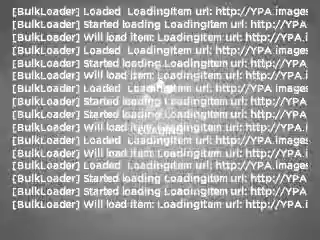 [BulkLoader] Loaded LoadingItem url: http://YPA.images
[BulkLoader] Started loading LoadingItem url: http://YPA
[BulkLoader] Will load item: LoadingItem url: http://YPA.i
[BulkLoader] Loaded LoadingItem url: http://YPA.images
[BulkLoader] Started loading LoadingItem url: http://YPA
[BulkLoader] Will load item: LoadingItem url: http://YPA.i
[BulkLoader] Loaded LoadingItem url: http://YPA.images
[BulkLoader] Started loading LoadingItem url: http://YPA
[BulkLoader] Started loading LoadingItem url: http://YPA
[BulkLoader] Will load item: LoadingItem url: http://YPA.i
[BulkLoader] Loaded LoadingItem url: http://YPA.images
[BulkLoader] Will load item: LoadingItem url: http://YPA.i
[BulkLoader] Loaded LoadingItem url: http://YPA.images
[BulkLoader] Started loading LoadingItem url: http://YPA
[BulkLoader] Started loading LoadingItem url: http://YPA
[BulkLoader] Will load item: LoadingItem url: http://YPA.i